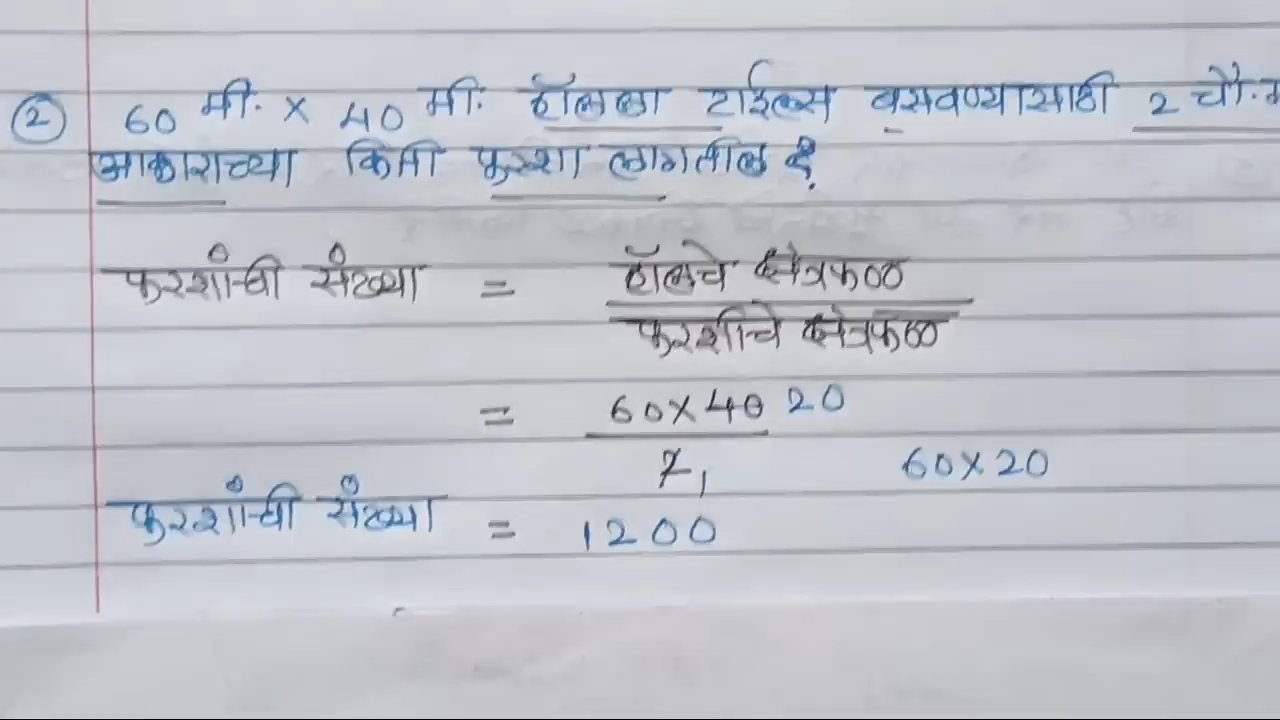 ② 60 मी. × 40 मी. हॉलला टाईल्स बसवण्यासाठी 2 चौ.
आकाराच्या किती फरशा लागतील ?
फरशांची संख्या = हॉलचे क्षेत्रफळ
फरशीचे क्षेत्रफळ
= 60 × 40 20
2 1 60 × 20
फरशांची संख्या = 1200